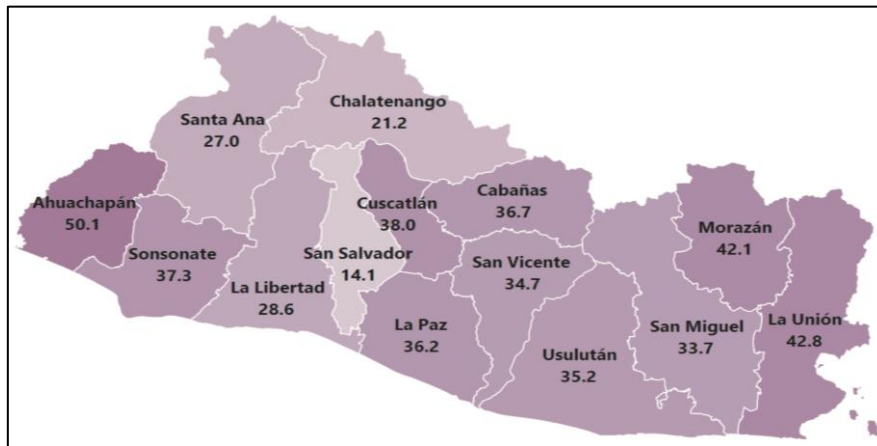 Chalatenango
21.2
Santa Ana
27.0
Ahuachapán
50.1
Cuscatlán
38.0
Cabañas
36.7
Morazán
42.1
Sonsonate
37.3
San Salvador
14.1
San Vicente
34.7
La Libertad
28.6
La Paz
36.2
San Miguel
33.7
La Unión
42.8
Usulután
35.2